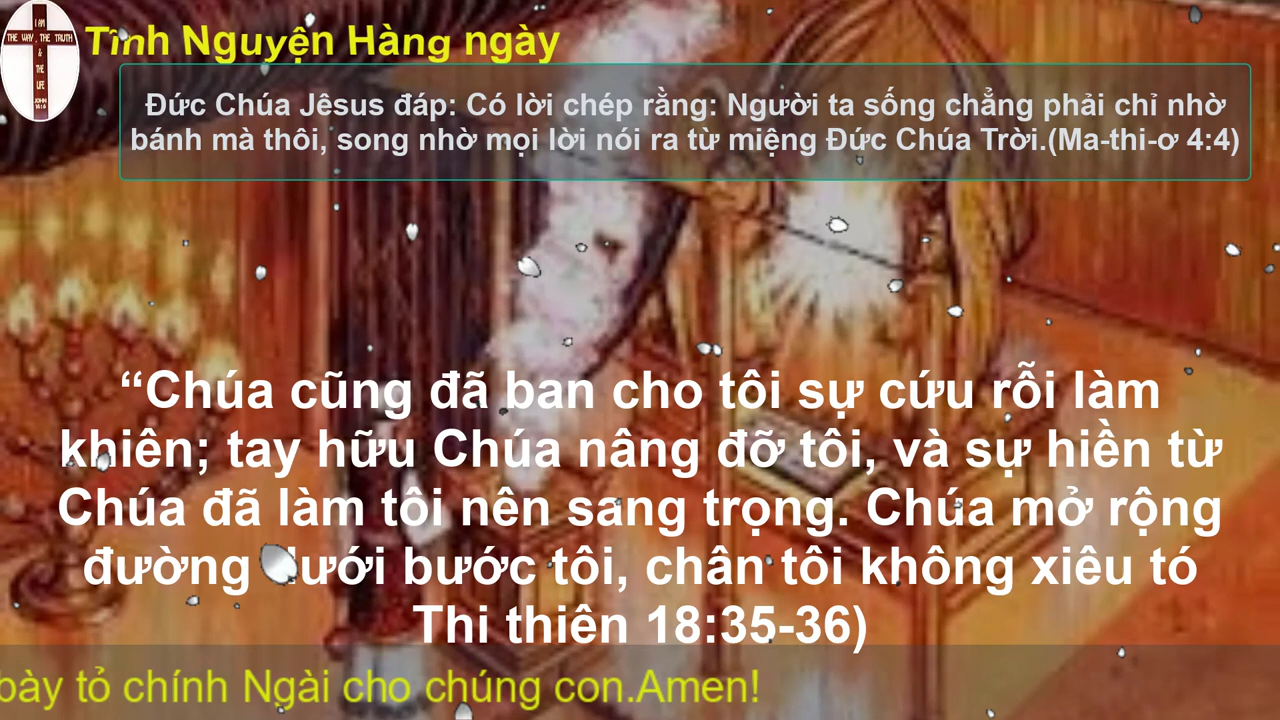 I AM
THE WAY, THE TRUTH
&
THE
LIFE
JOHN
14:6
Tĩnh Nguyện Hàng ngày
Đức Chúa Jêsus đáp: Có lời chép rằng: Người ta sống chẳng phải chỉ nhờ
bánh mà thôi, song nhờ mọi lời nói ra từ miệng Đức Chúa Trời.(Ma-thi-ơ 4:4)
“Chúa cũng đã ban cho tôi sự cứu rỗi làm
khiên; tay hữu Chúa nâng đỡ tôi, và sự hiền từ
Chúa đã làm tôi nên sang trọng. Chúa mở rộng
đường dưới bước tôi, chân tôi không xiêu tó
Thi thiên 18:35-36)
bày tỏ chính Ngài cho chúng con.Amen!